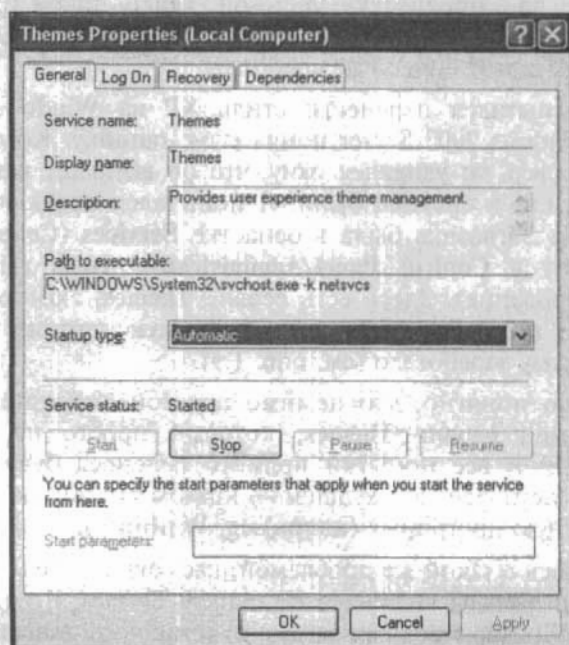 Themes Properties (Local Computer)
General Log On Recovery Dependencies
Service name: Themes
Display name: Themes
Description: Provides user experience theme management.
Path to executable:
C:\WINDOWS\System32\svchost.exe -k netsvcs
Startup type: Automatic
Service status: Started
Start Stop Pause Resume
You can specify the start parameters that apply when you start the service
from here.
Start parameters:
OK Cancel Apply